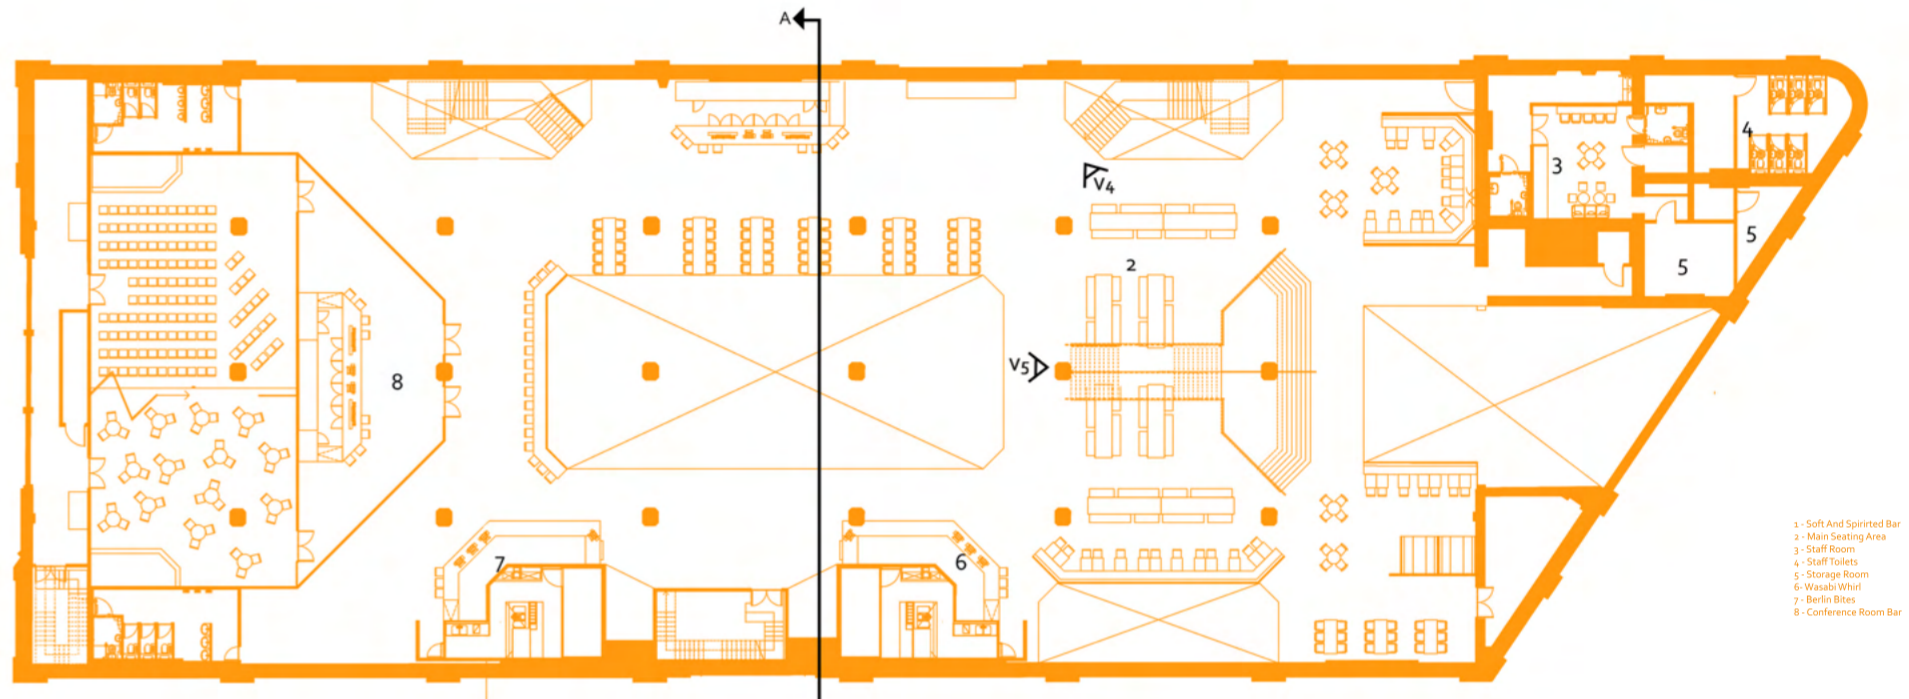 A
V4
3
4
5
5
2
V5
8
7
6
1 - Soft And Spirirted Bar
2 - Main Seating Area
3 - Staff Room
4 - Staff Toilets
5 - Storage Room
6- Wasabi Whirl
7 - Berlin Bites
8 - Conference Room Bar